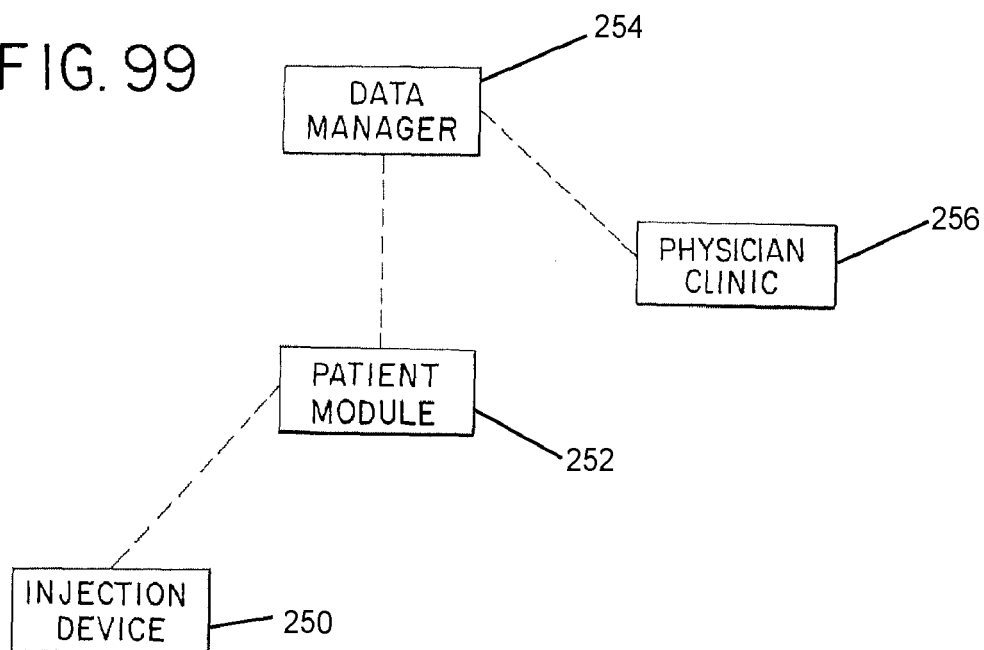 FIG. 99
254
DATA
MANAGER
256
PHYSICIAN
CLINIC
PATIENT
MODULE
252
INJECTION
DEVICE
250